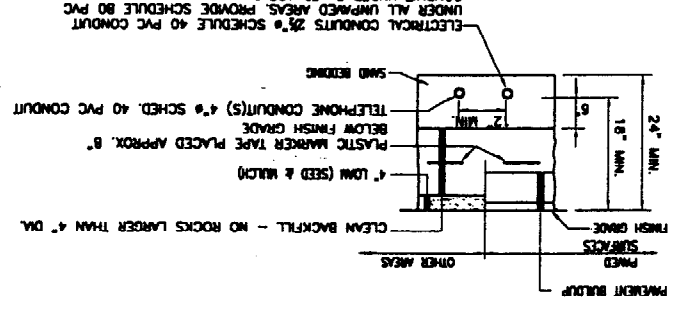 PAVEMENT BUILDUP
PAVED
SURFACES
OTHER AREAS
FINISH GRADE
CLEAN BACKFILL - NO ROCKS LARGER THAN 4" DIA.
4" LOAM (SEED & MULCH)
PLASTIC MARKER TAPE PLACED APPROX. 8"
BELOW FINISH GRADE
24" MIN.
18" MIN.
6"
2" MIN.
TELEPHONE CONDUIT(S) 4"ø SCHED. 40 PVC CONDUIT
SAND BEDDING
ELECTRICAL CONDUITS 2½"ø SCHEDULE 40 PVC CONDUIT
UNDER ALL UNPAVED AREAS. PROVIDE SCHEDULE 80 PVC